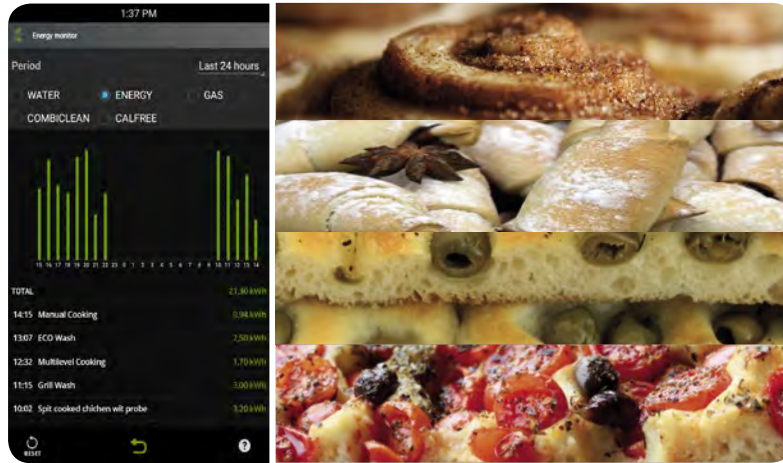 1:37 PM
Energy monitor
Period Last 24 hours
WATER ENERGY GAS
COMBICLEAN CALFREE
15 16 17 18 19 20 21 22 23 0 1 2 3 4 5 6 7 8 9 10 11 12 13 14
TOTAL 21,90 kWh
14:15 Manual Cooking 0,94 kWh
13:07 ECO Wash 2,50 kWh
12:32 Multilevel Cooking 1,70 kWh
11:15 Grill Wash 3,00 kWh
10:02 Spit cooked chichen wit probe 3,20 kWh
RESET ?